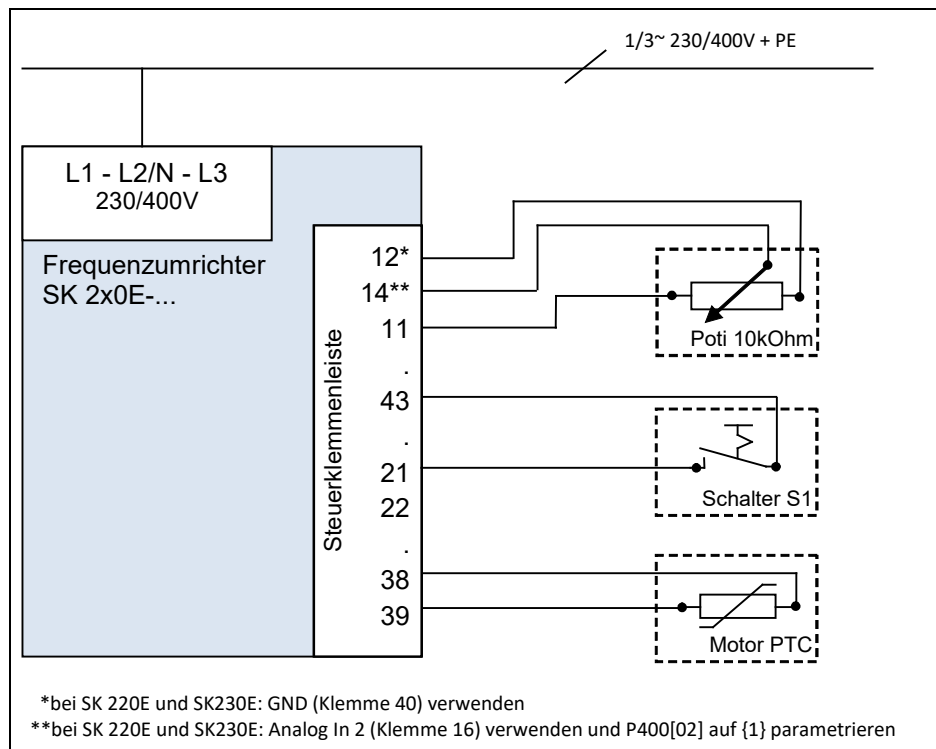 1/3~ 230/400V + PE
L1 - L2/N - L3
230/400V
Frequenzumrichter
SK 2x0E-...
Steuerklemmenleiste
12*
14**
11
.
43
.
21
22
.
38
39
Poti 10kOhm
Schalter S1
Motor PTC
*bei SK 220E und SK230E: GND (Klemme 40) verwenden
**bei SK 220E und SK230E: Analog In 2 (Klemme 16) verwenden und P400[02] auf {1} parametrieren